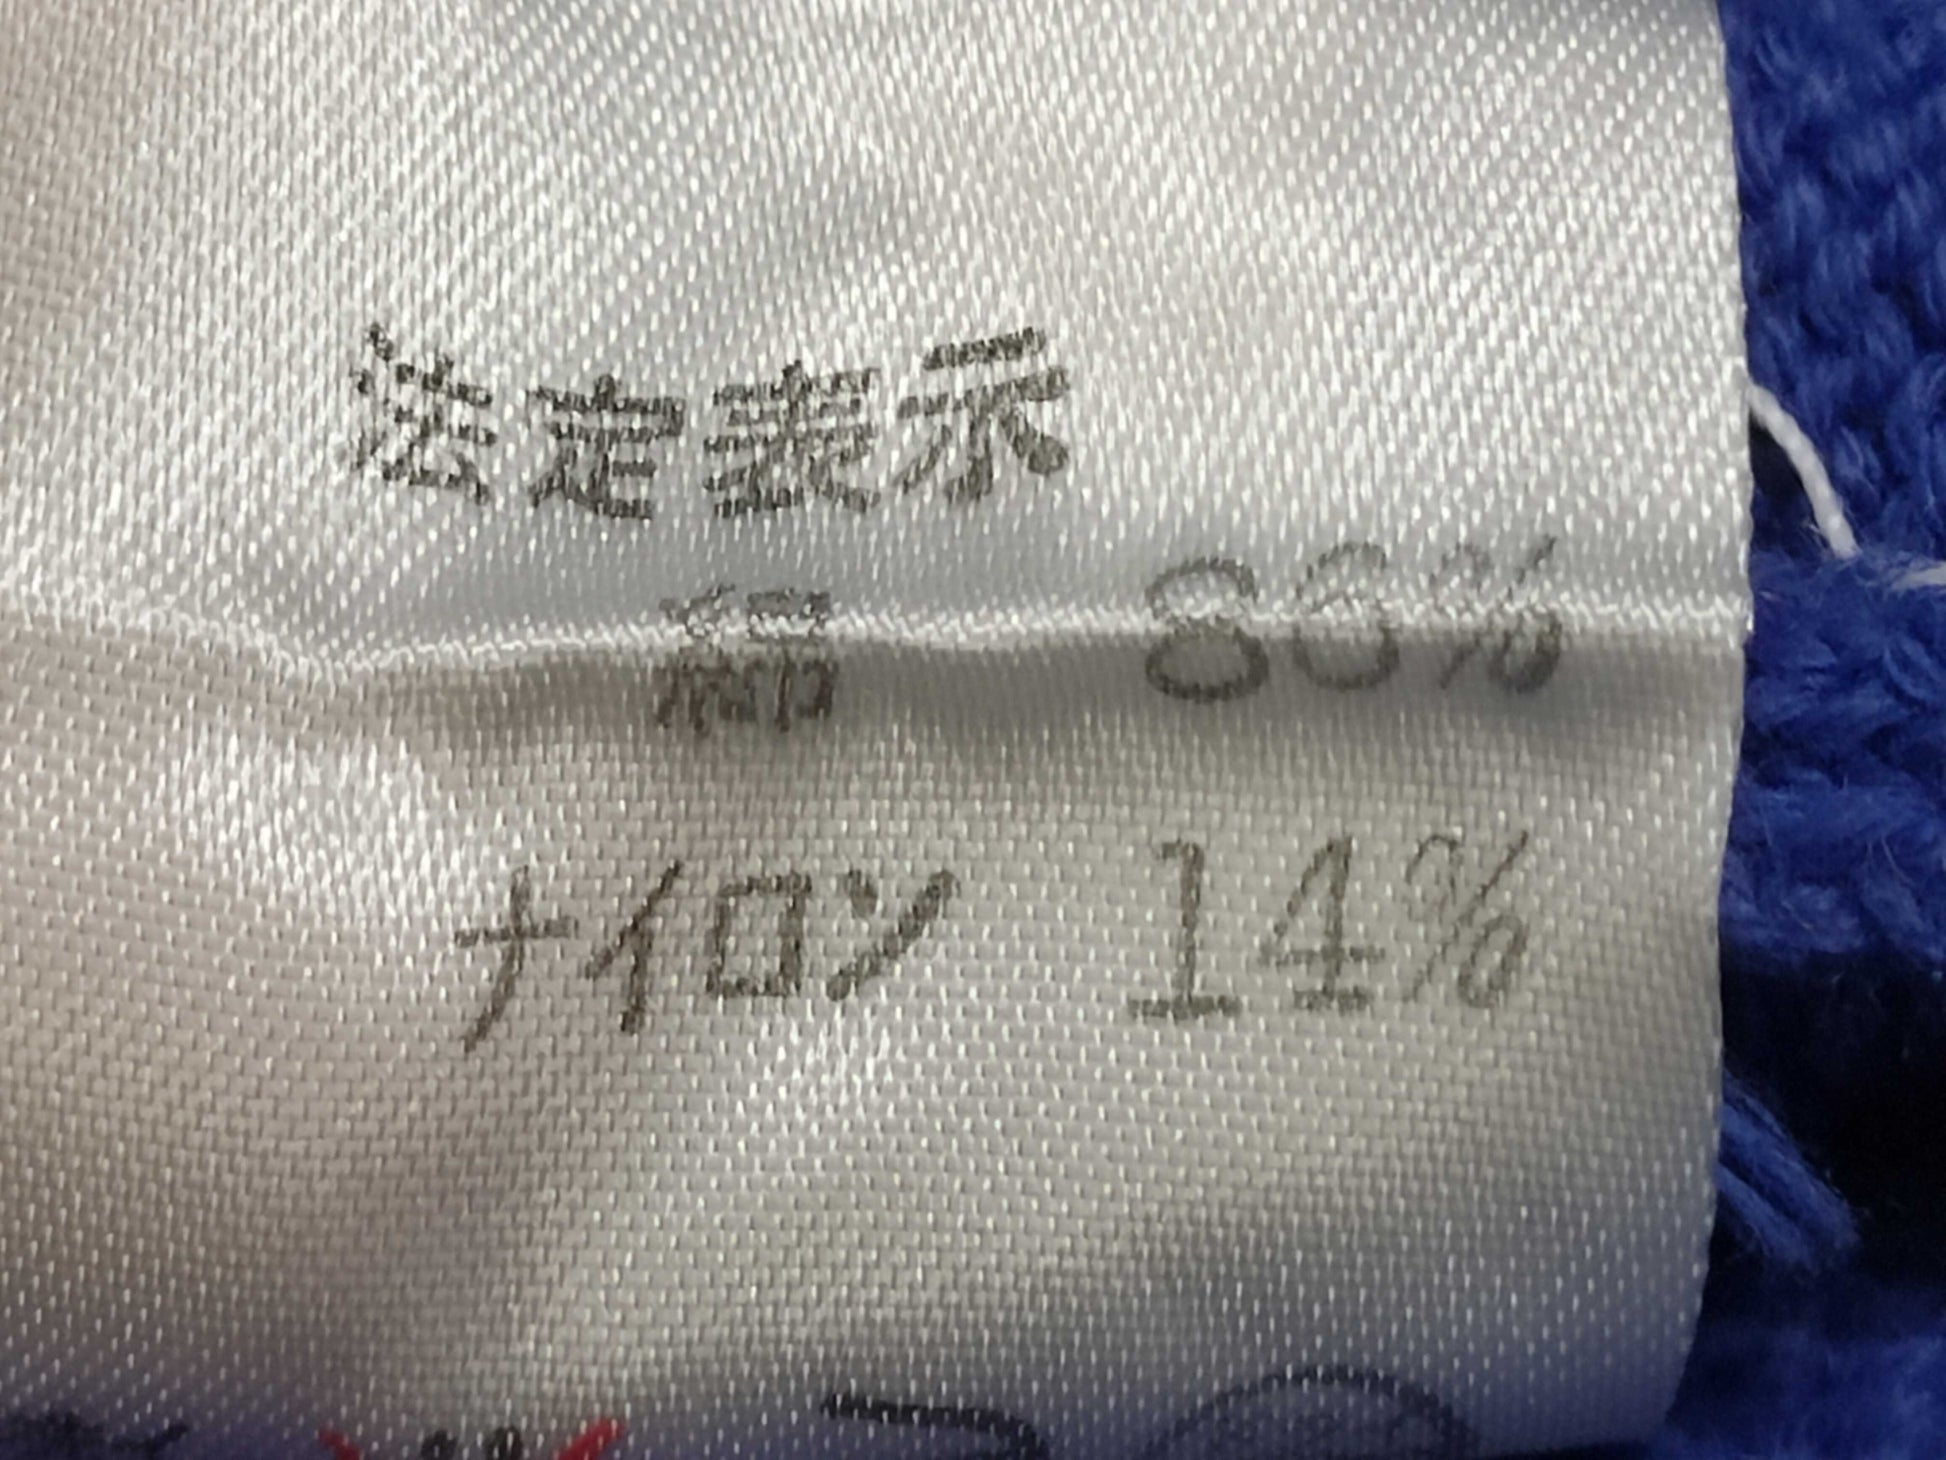 法定表示
綿 86%
ナイロン 14%